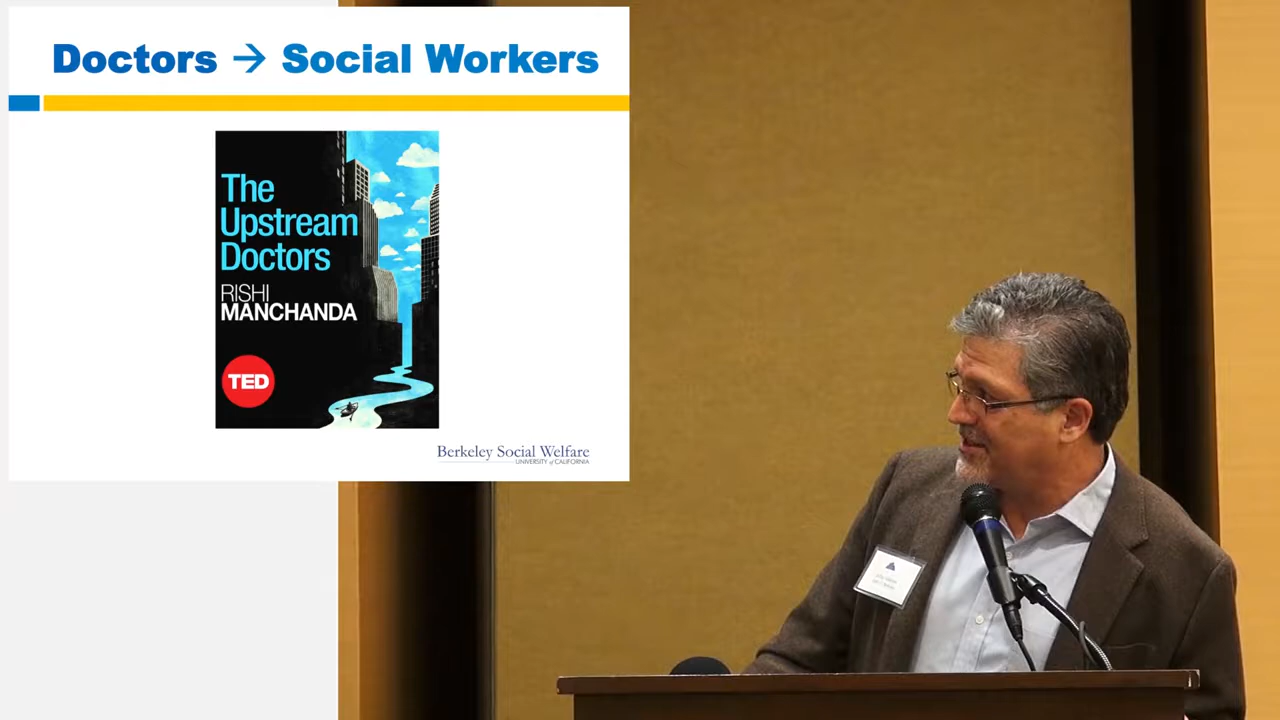 Doctors → Social Workers
The
Upstream
Doctors
RISHI
MANCHANDA
TED
Berkeley Social Welfare
UNIVERSITY of CALIFORNIA